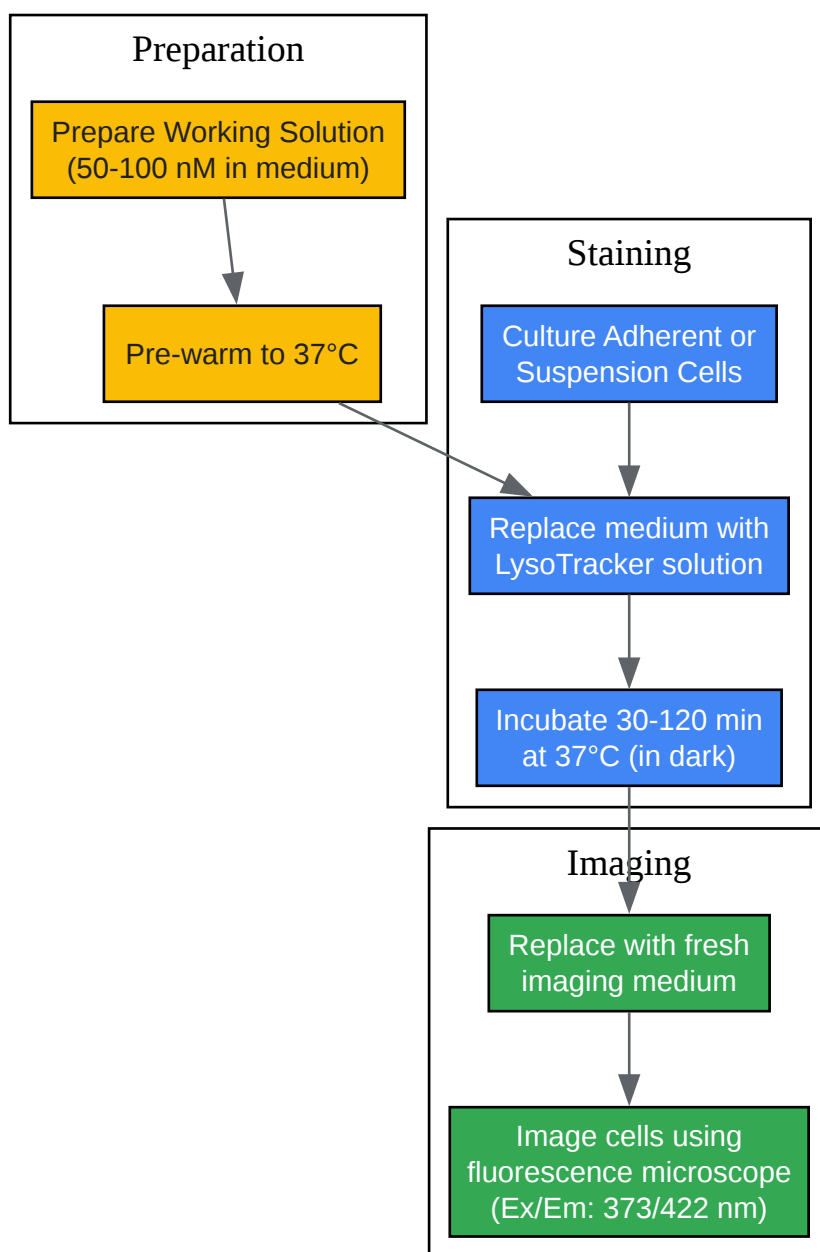 Preparation
Prepare Working Solution
(50-100 nM in medium)
Pre-warm to 37°C
Staining
Culture Adherent or
Suspension Cells
Replace medium with
LysoTracker solution
Incubate 30-120 min
at 37°C (in dark)
Imaging
Replace with fresh
imaging medium
Image cells using
fluorescence microscope
(Ex/Em: 373/422 nm)